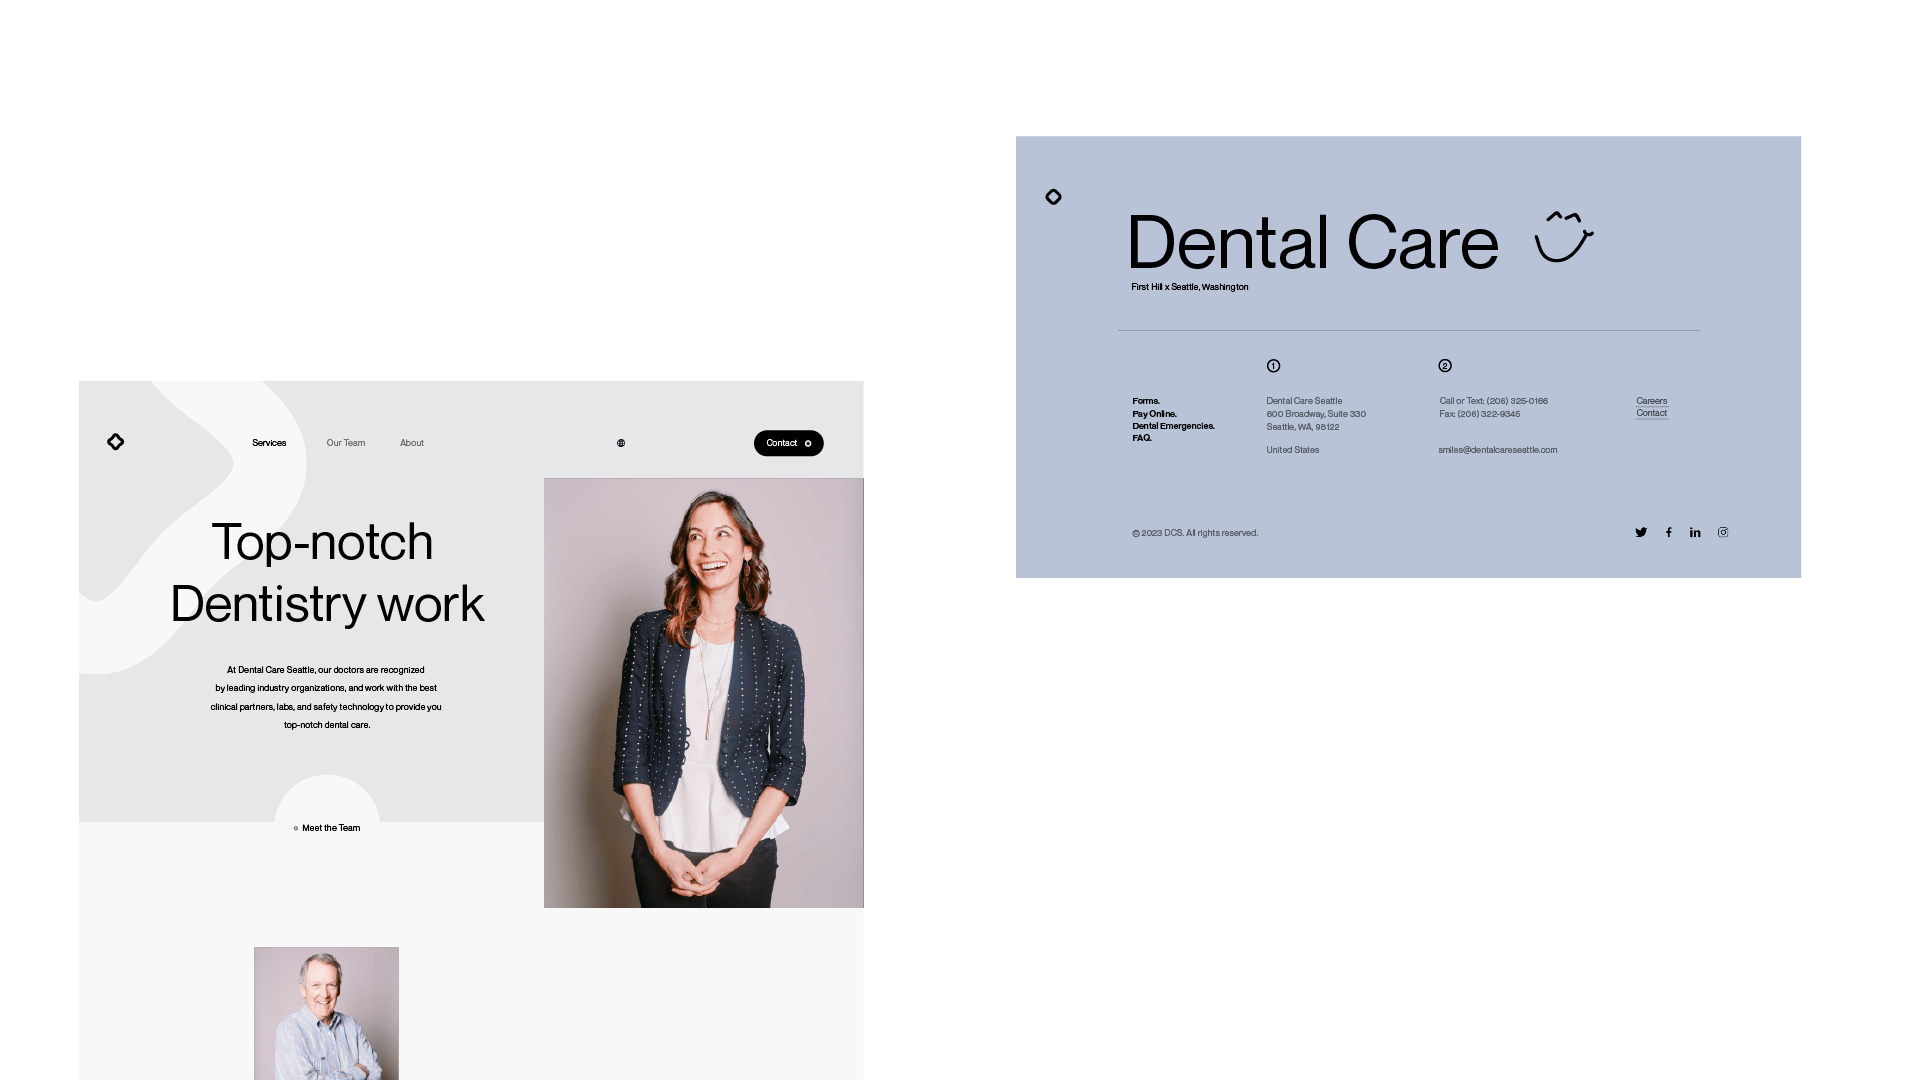 Services
Our Team
About
Contact
Top-notch
Dentistry work
At Dental Care Seattle, our doctors are recognized
by leading industry organizations, and work with the best
clinical partners, labs, and safety technology to provide you
top-notch dental care.
Meet the Team
Dental Care
First Hill x Seattle, Washington
Forms.
Pay Online.
Dental Emergencies.
FAQ.
1
Dental Care Seattle
600 Broadway, Suite 330
Seattle, WA, 98122
United States
2
Call or Text: (206) 325-0166
Fax: (206) 322-9345
smiles@dentalcareseattle.com
Careers
Contact
© 2023 DCS. All rights reserved.